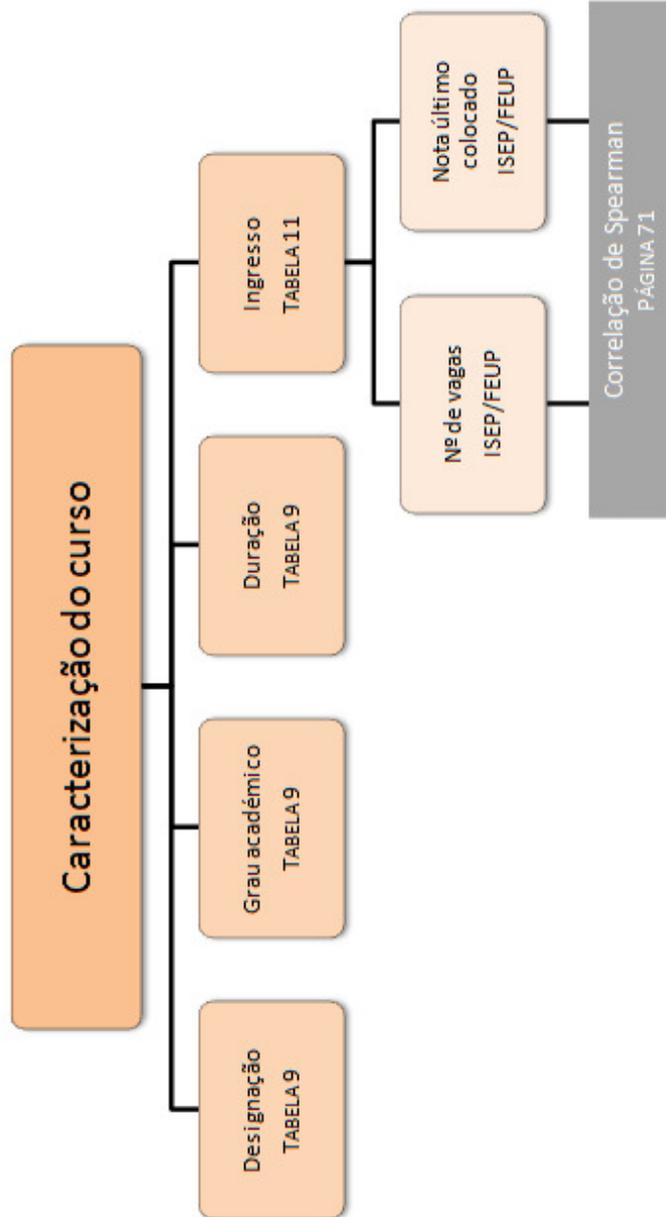 Caracterização do curso
Designação
TABELA 9
Grau académico
TABELA 9
Duração
TABELA 9
Ingresso
TABELA 11
Nº de vagas
ISEP/FEUP
Nota último
colocado
ISEP/FEUP
Correlação de Spearman
PÁGINA 71